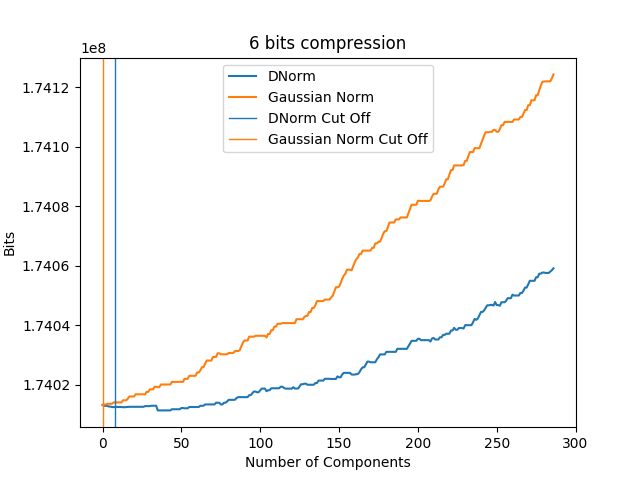 6 bits compression
1e8
DNorm
Gaussian Norm
DNorm Cut Off
Gaussian Norm Cut Off
1.7412
1.7410
1.7408
1.7406
1.7404
1.7402
Bits
0 50 100 150 200 250 300
Number of Components